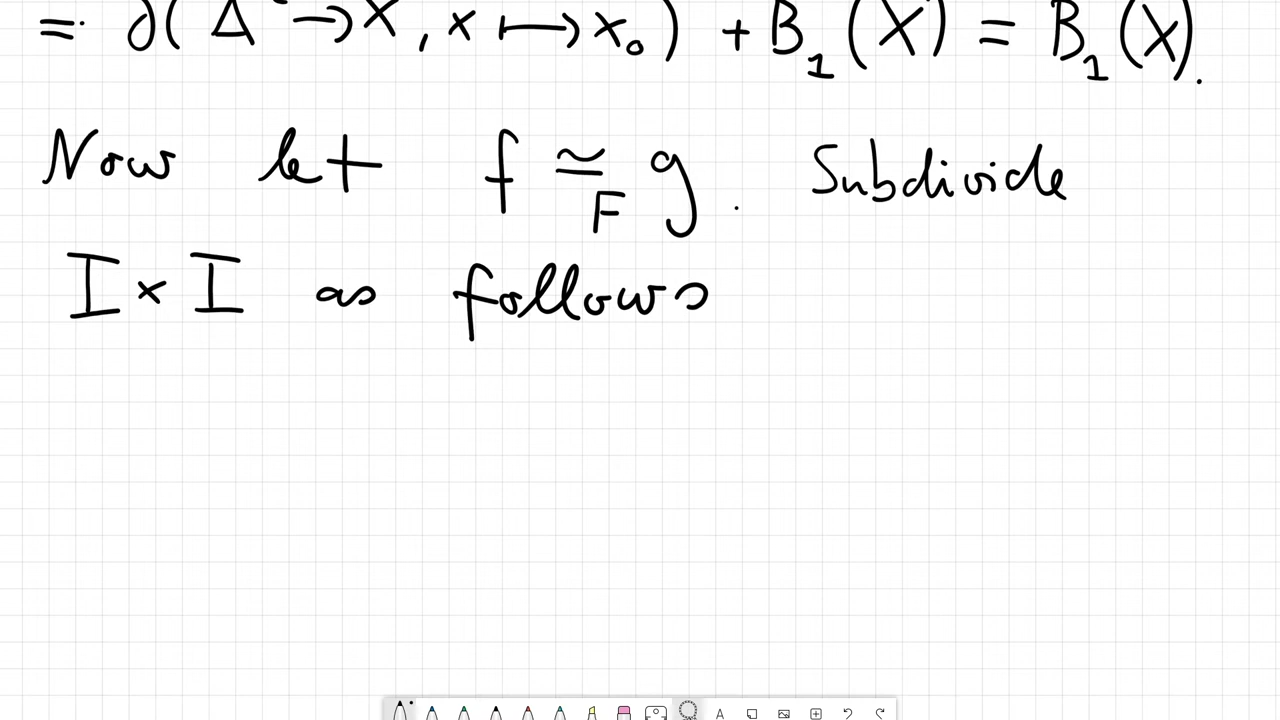 = ∂(Δ → X, x ↦ x₀) + B₁(X) = B₁(X).
Now let f ≃_F g. Subdivide
I × I as follows